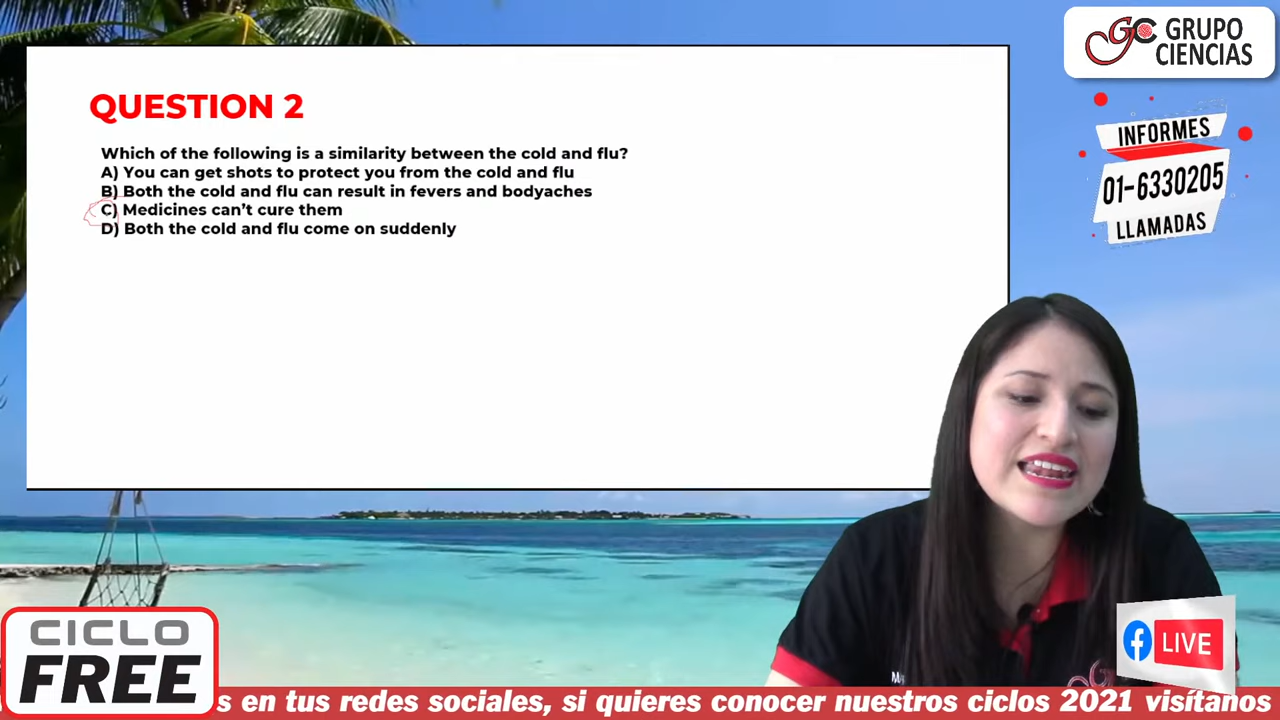 GRUPO
CIENCIAS
QUESTION 2
INFORMES
01-6330205
LLAMADAS
Which of the following is a similarity between the cold and flu?
A) You can get shots to protect you from the cold and flu
B) Both the cold and flu can result in fevers and bodyaches
C) Medicines can’t cure them
D) Both the cold and flu come on suddenly
LIVE
CICLO
FREE
s en tus redes sociales, si quieres conocer nuestros ciclos 2021 visítanos